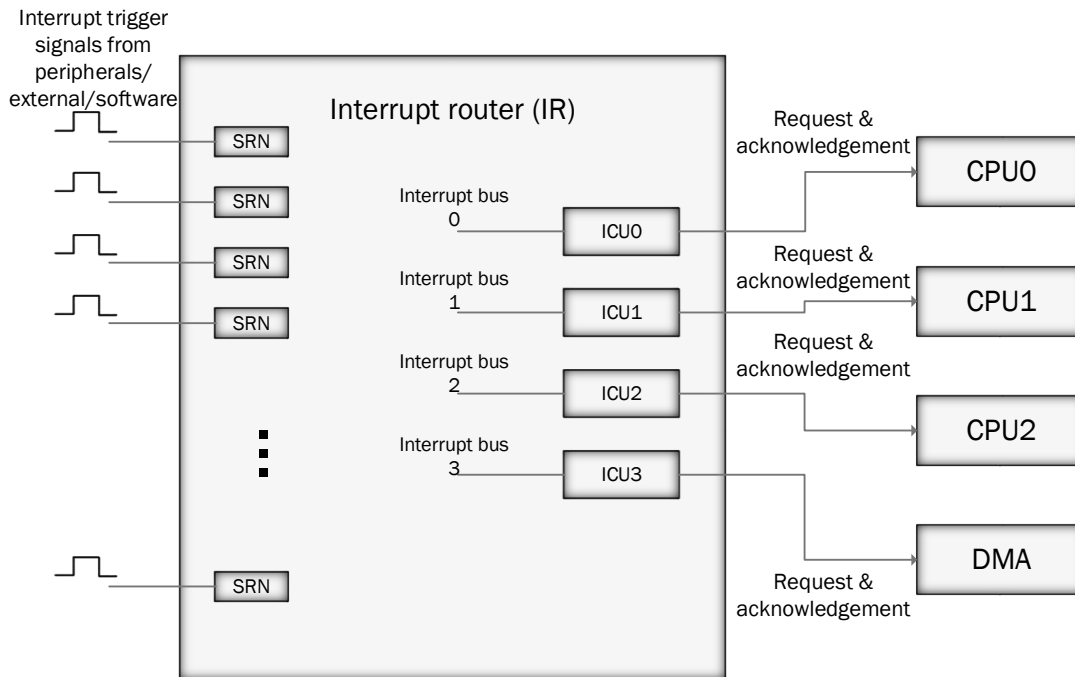 Interrupt trigger
signals from
peripherals/
external/software
Interrupt router (IR)
SRN
SRN
SRN
SRN
SRN
Interrupt bus
0
ICU0
Interrupt bus
1
ICU1
Interrupt bus
2
ICU2
Interrupt bus
3
ICU3
Request &
acknowledgement
CPU0
Request &
acknowledgement
CPU1
Request &
acknowledgement
CPU2
DMA
Request &
acknowledgement